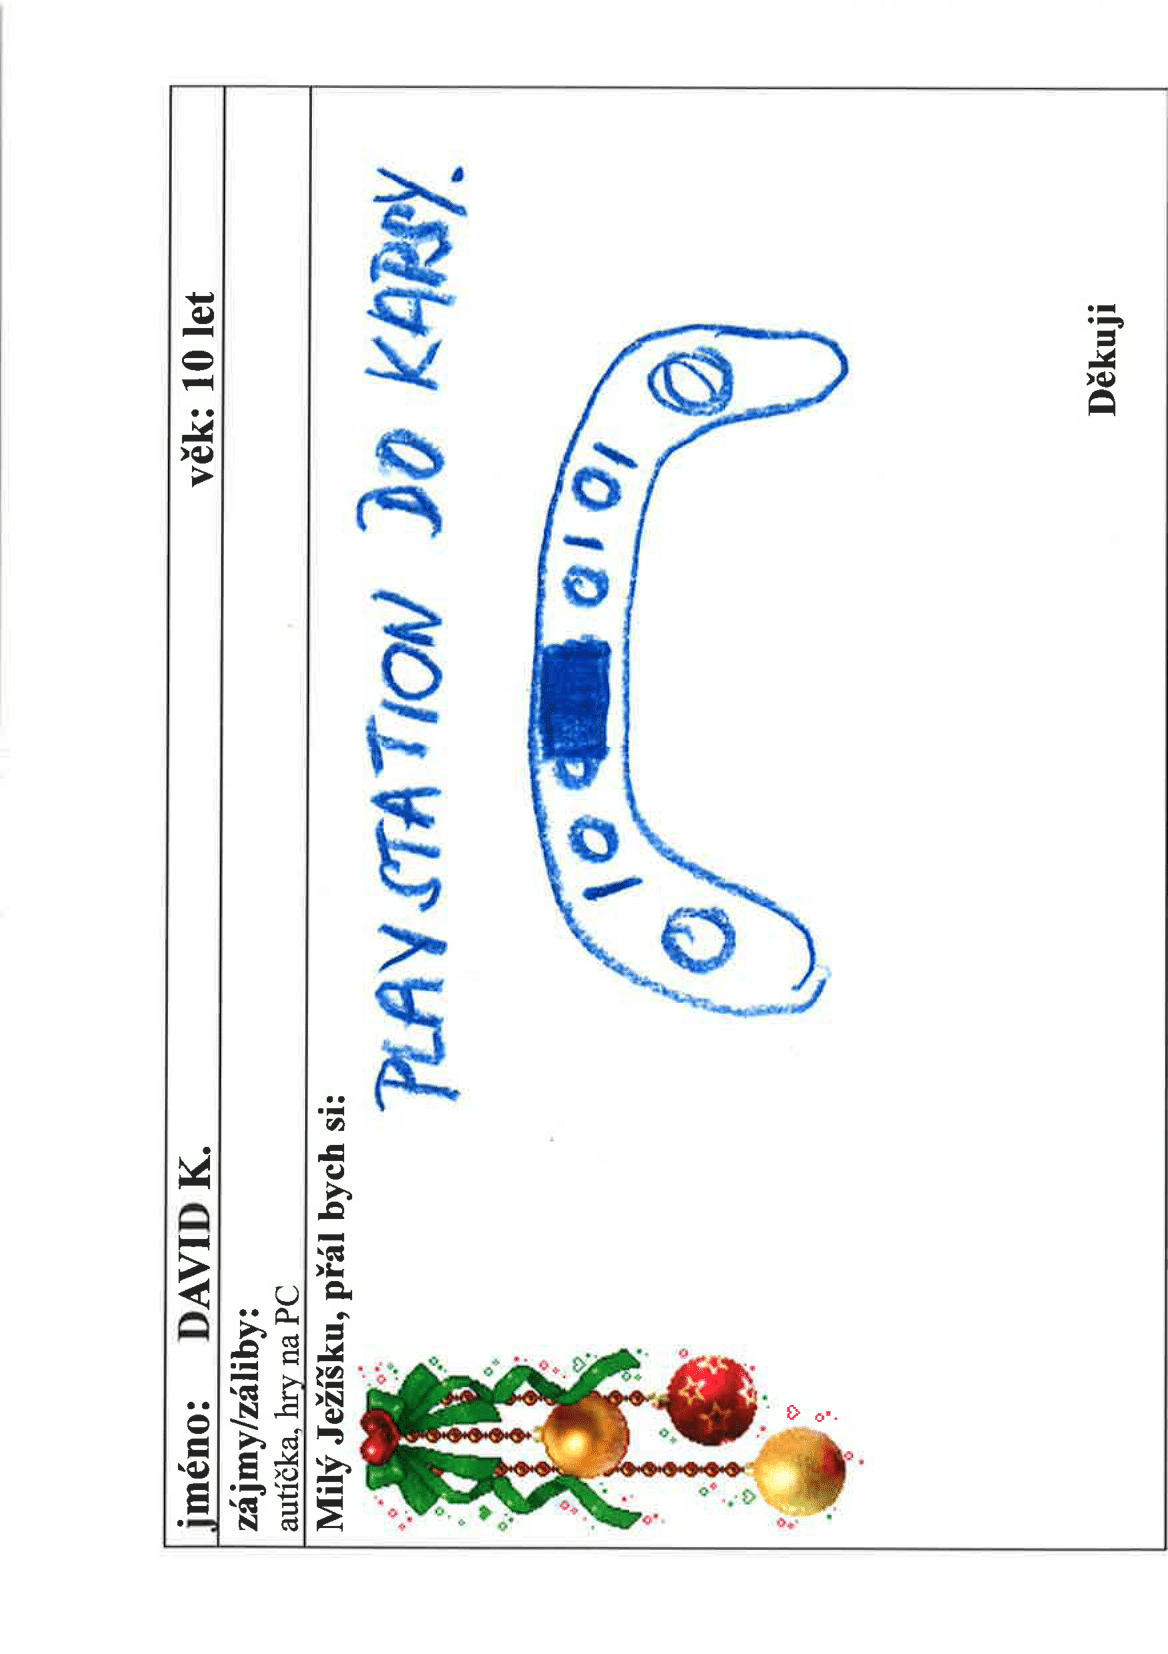 jméno: DAVID K. věk: 10 let
zájmy/záliby:
autíčka, hry na PC
Milý Ježíšku, přál bych si:
PLAYSTATION DO KAPSY.
Děkuji